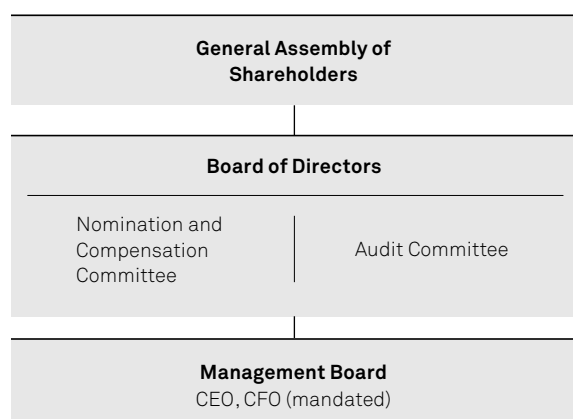 General Assembly of
Shareholders
Board of Directors
Nomination and
Compensation
Committee
Audit Committee
Management Board
CEO, CFO (mandated)